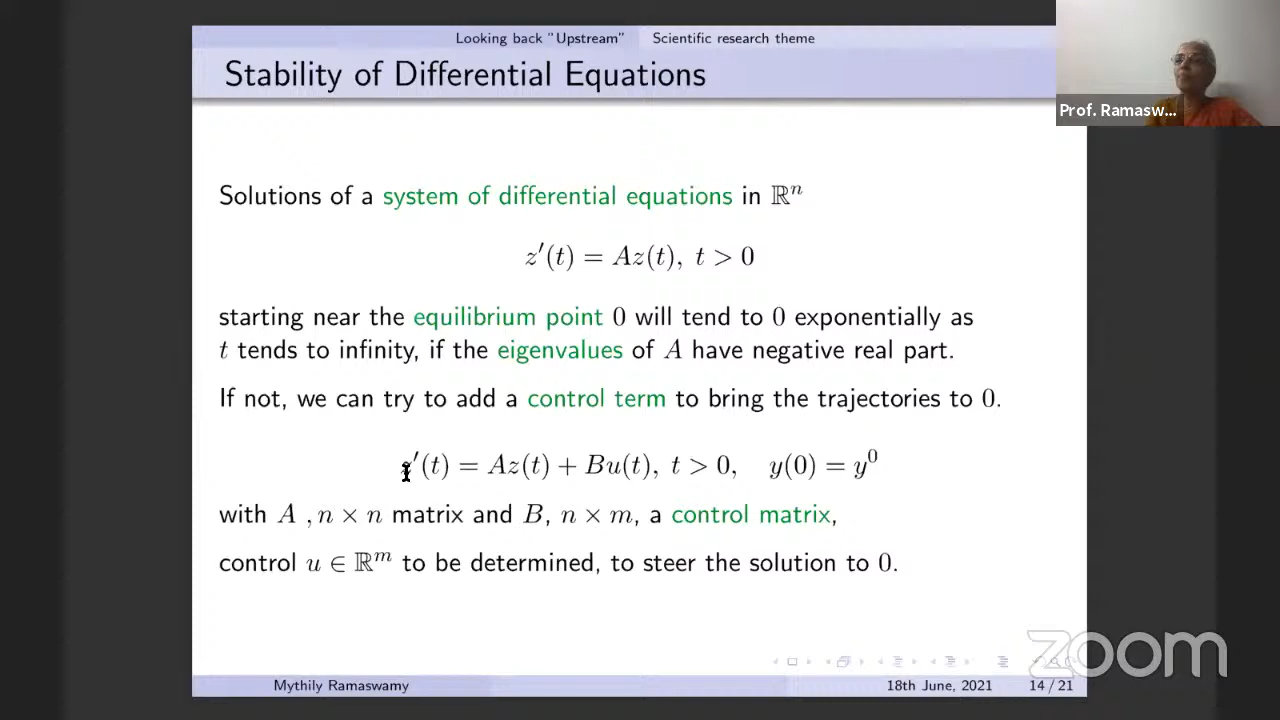 Looking back "Upstream" Scientific research theme
Stability of Differential Equations
Prof. Ramasw...
Solutions of a system of differential equations in ℝⁿ
z′(t) = Az(t), t > 0
starting near the equilibrium point 0 will tend to 0 exponentially as
t tends to infinity, if the eigenvalues of A have negative real part.
If not, we can try to add a control term to bring the trajectories to 0.
z′(t) = Az(t) + Bu(t), t > 0, y(0) = y⁰
with A , n × n matrix and B, n × m, a control matrix,
control u ∈ ℝᵐ to be determined, to steer the solution to 0.
zoom
Mythily Ramaswamy 18th June, 2021 14 / 21